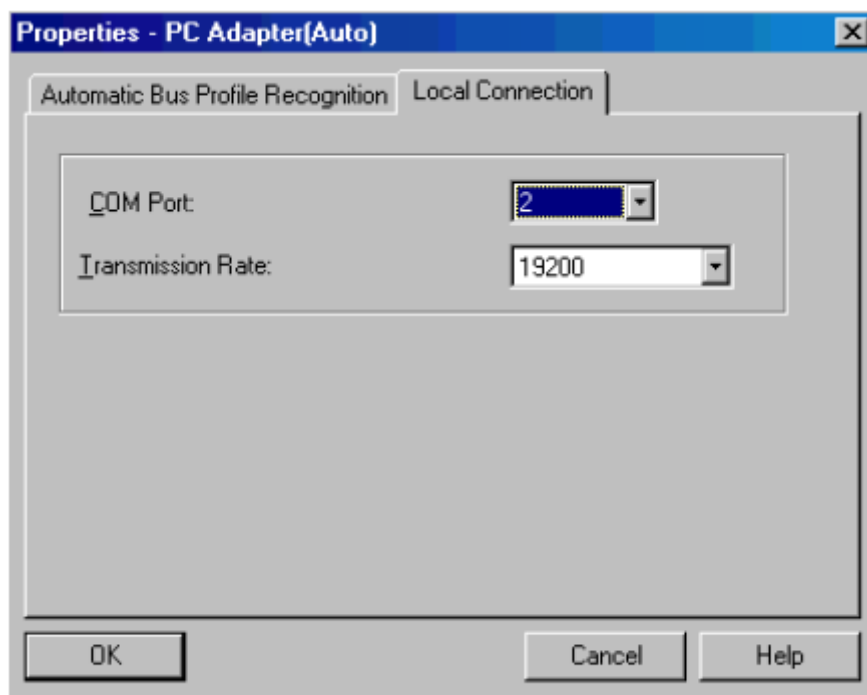 Properties - PC Adapter(Auto)
Automatic Bus Profile Recognition Local Connection
COM Port: 2
Transmission Rate: 19200
OK Cancel Help